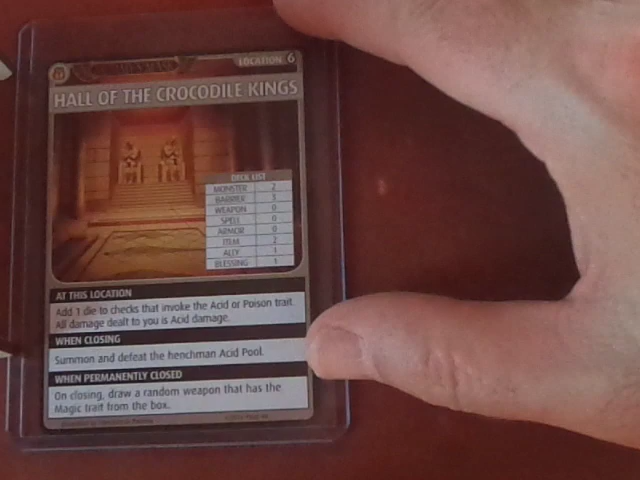 LOCATION 6
HALL OF THE CROCODILE KINGS
DECK LIST
MONSTER 2
BARRIER 3
WEAPON 0
SPELL 0
ARMOR 0
ITEM 2
ALLY 1
BLESSING 1
AT THIS LOCATION
Add 1 die to checks that invoke the Acid or Poison trait.
All damage dealt to you is Acid damage.
WHEN CLOSING
Summon and defeat the henchman Acid Pool.
WHEN PERMANENTLY CLOSED
On closing, draw a random weapon that has the
Magic trait from the box.